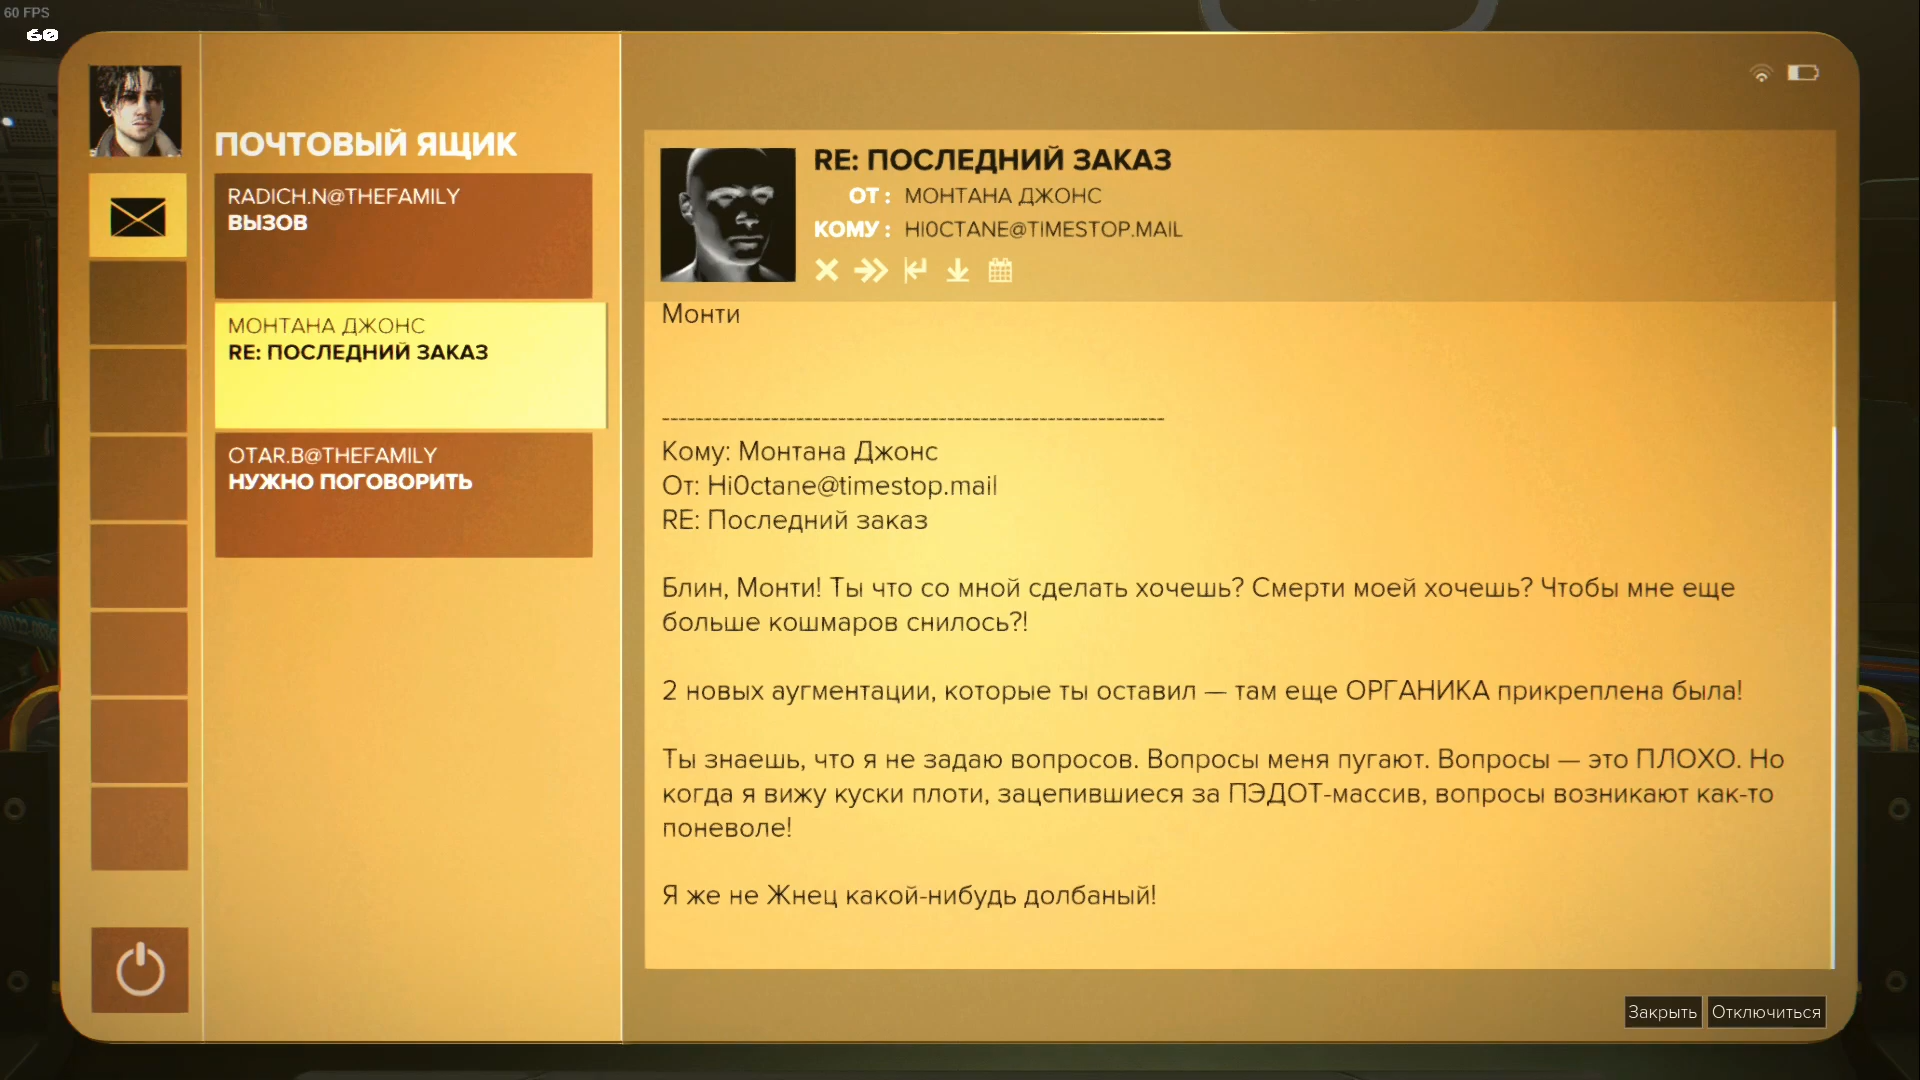 60 FPS
60
ПОЧТОВЫЙ ЯЩИК
RADICH.N@THEFAMILY
ВЫЗОВ
МОНТАНА ДЖОНС
RE: ПОСЛЕДНИЙ ЗАКАЗ
OTAR.B@THEFAMILY
НУЖНО ПОГОВОРИТЬ
RE: ПОСЛЕДНИЙ ЗАКАЗ
ОТ : МОНТАНА ДЖОНС
КОМУ : HI0CTANE@TIMESTOP.MAIL
Монти
------------------------------------------------------------
Кому: Монтана Джонс
От: Hi0ctane@timestop.mail
RE: Последний заказ
Блин, Монти! Ты что со мной сделать хочешь? Смерти моей хочешь? Чтобы мне еще
больше кошмаров снилось?!
2 новых аугментации, которые ты оставил — там еще ОРГАНИКА прикреплена была!
Ты знаешь, что я не задаю вопросов. Вопросы меня пугают. Вопросы — это ПЛОХО. Но
когда я вижу куски плоти, зацепившиеся за ПЭДОТ-массив, вопросы возникают как-то
поневоле!
Я же не Жнец какой-нибудь долбаный!
Закрыть
Отключиться